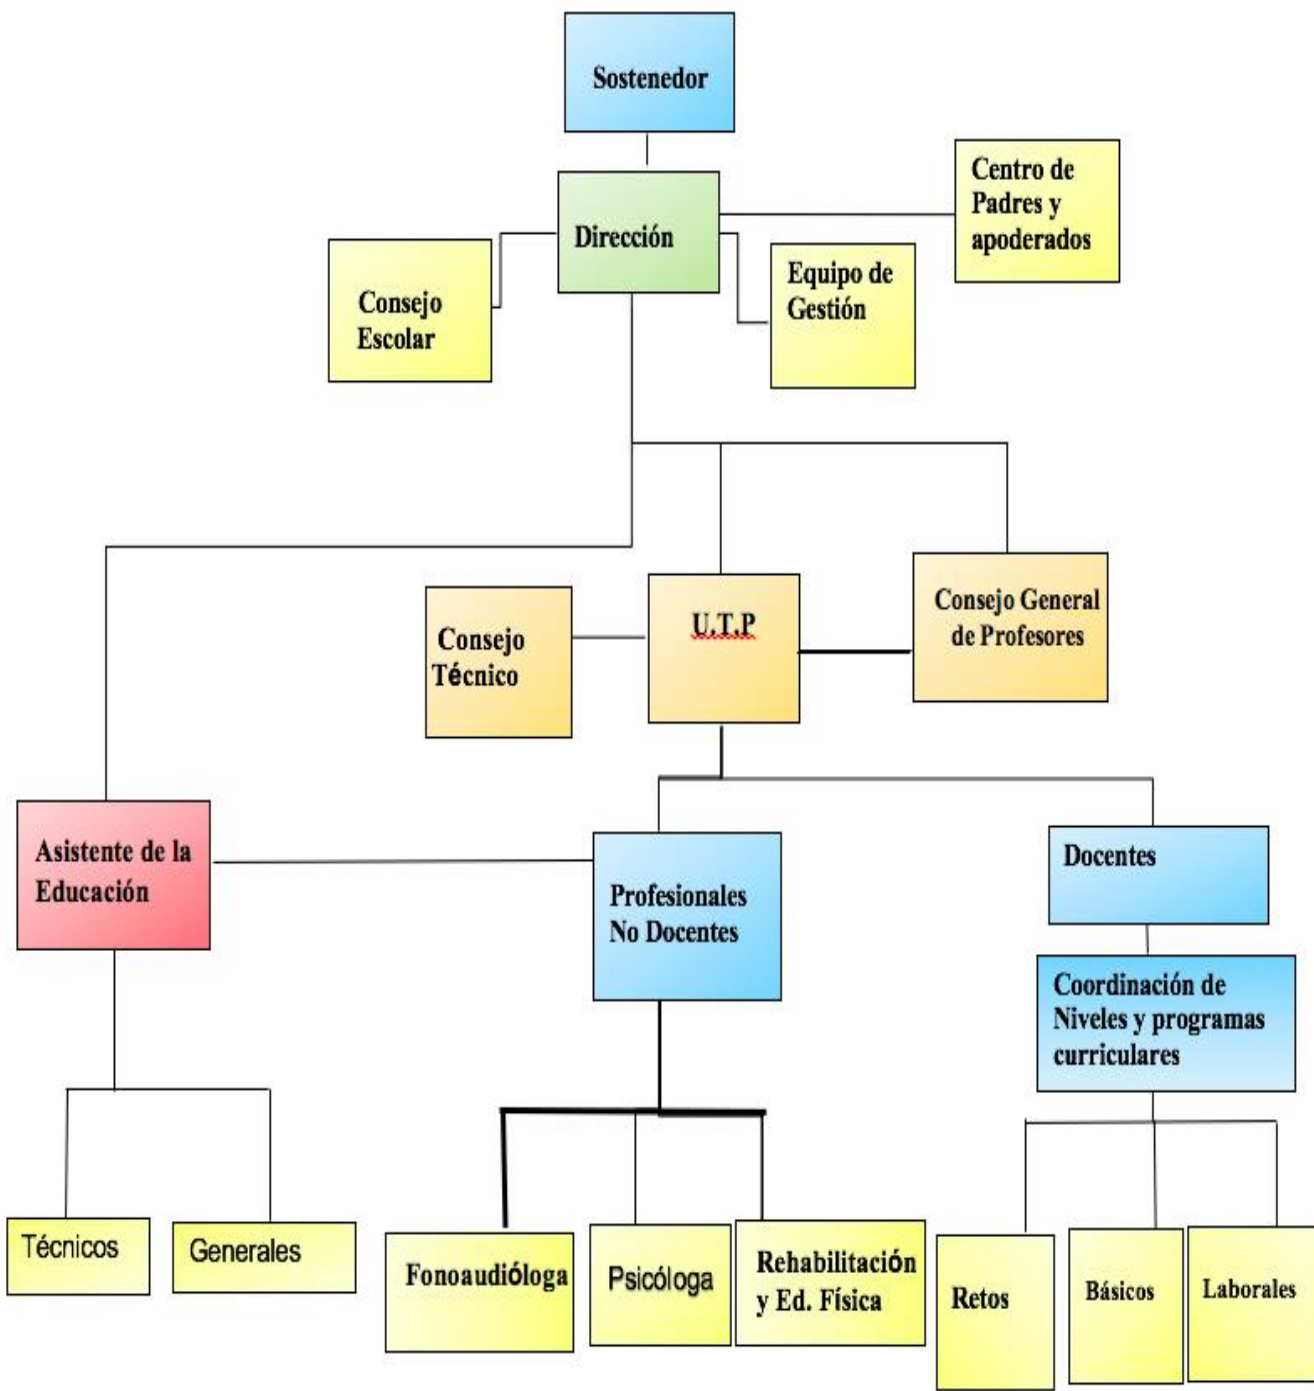 Sostenedor
Centro de
Padres y
apoderados
Dirección
Equipo de
Gestión
Consejo
Escolar
Consejo General
de Profesores
U.T.P
Consejo
Técnico
Asistente de la
Educación
Profesionales
No Docentes
Docentes
Coordinación de
Niveles y programas
curriculares
Técnicos
Generales
Fonoaudióloga
Psicóloga
Rehabilitación
y Ed. Física
Retos
Básicos
Laborales